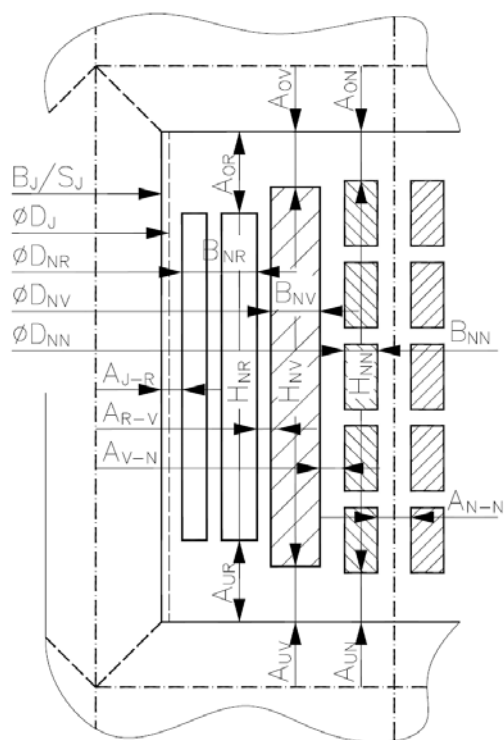 A_OV
A_ON
A_OR
B_J/S_J
ØD_J
ØD_NR
B_NR
ØD_NV
B_NV
ØD_NN
B_NN
A_J-R
H_NR
H_NV
H_NN
A_R-V
A_V-N
A_N-N
A_UR
A_UV
A_UN